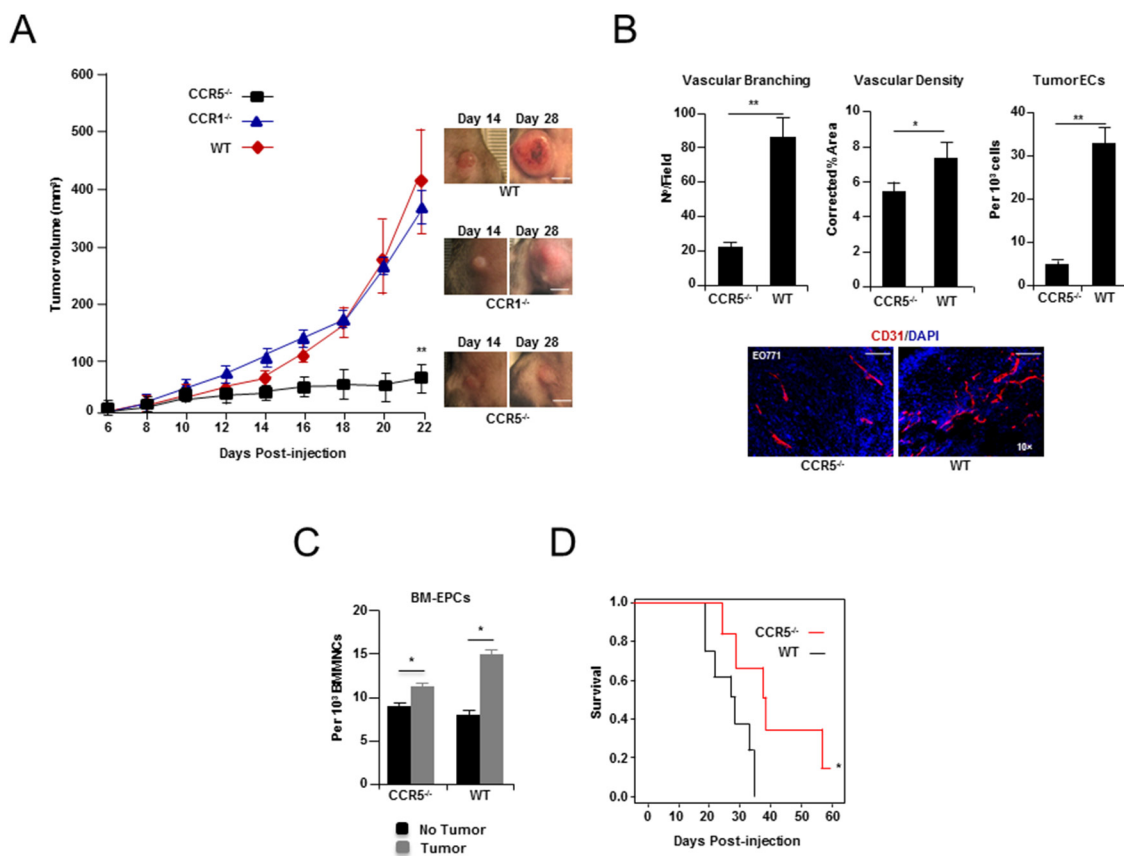 A
600
500
400
300
200
100
0
Tumor volume (mm³)
CCR5-/-
CCR1-/-
WT
**
6 8 10 12 14 16 18 20 22
Days Post-injection
Day 14 Day 28
WT
Day 14 Day 28
CCR1-/-
Day 14 Day 28
CCR5-/-
B
Vascular Branching
**
100
80
60
40
20
0
Nº/Field
CCR5-/- WT
Vascular Density
*
10
8
6
4
2
0
Corrected % Area
CCR5-/- WT
Tumor ECs
**
40
30
20
10
0
Per 10³ cells
CCR5-/- WT
CD31/DAPI
EO771
10×
CCR5-/- WT
C
BM-EPCs
20
15
10
5
0
Per 10³ BMMNCs
*
*
CCR5-/- WT
No Tumor
Tumor
D
1.0
0.8
0.6
0.4
0.2
0.0
Survival
CCR5-/-
WT
*
0 10 20 30 40 50 60
Days Post-injection